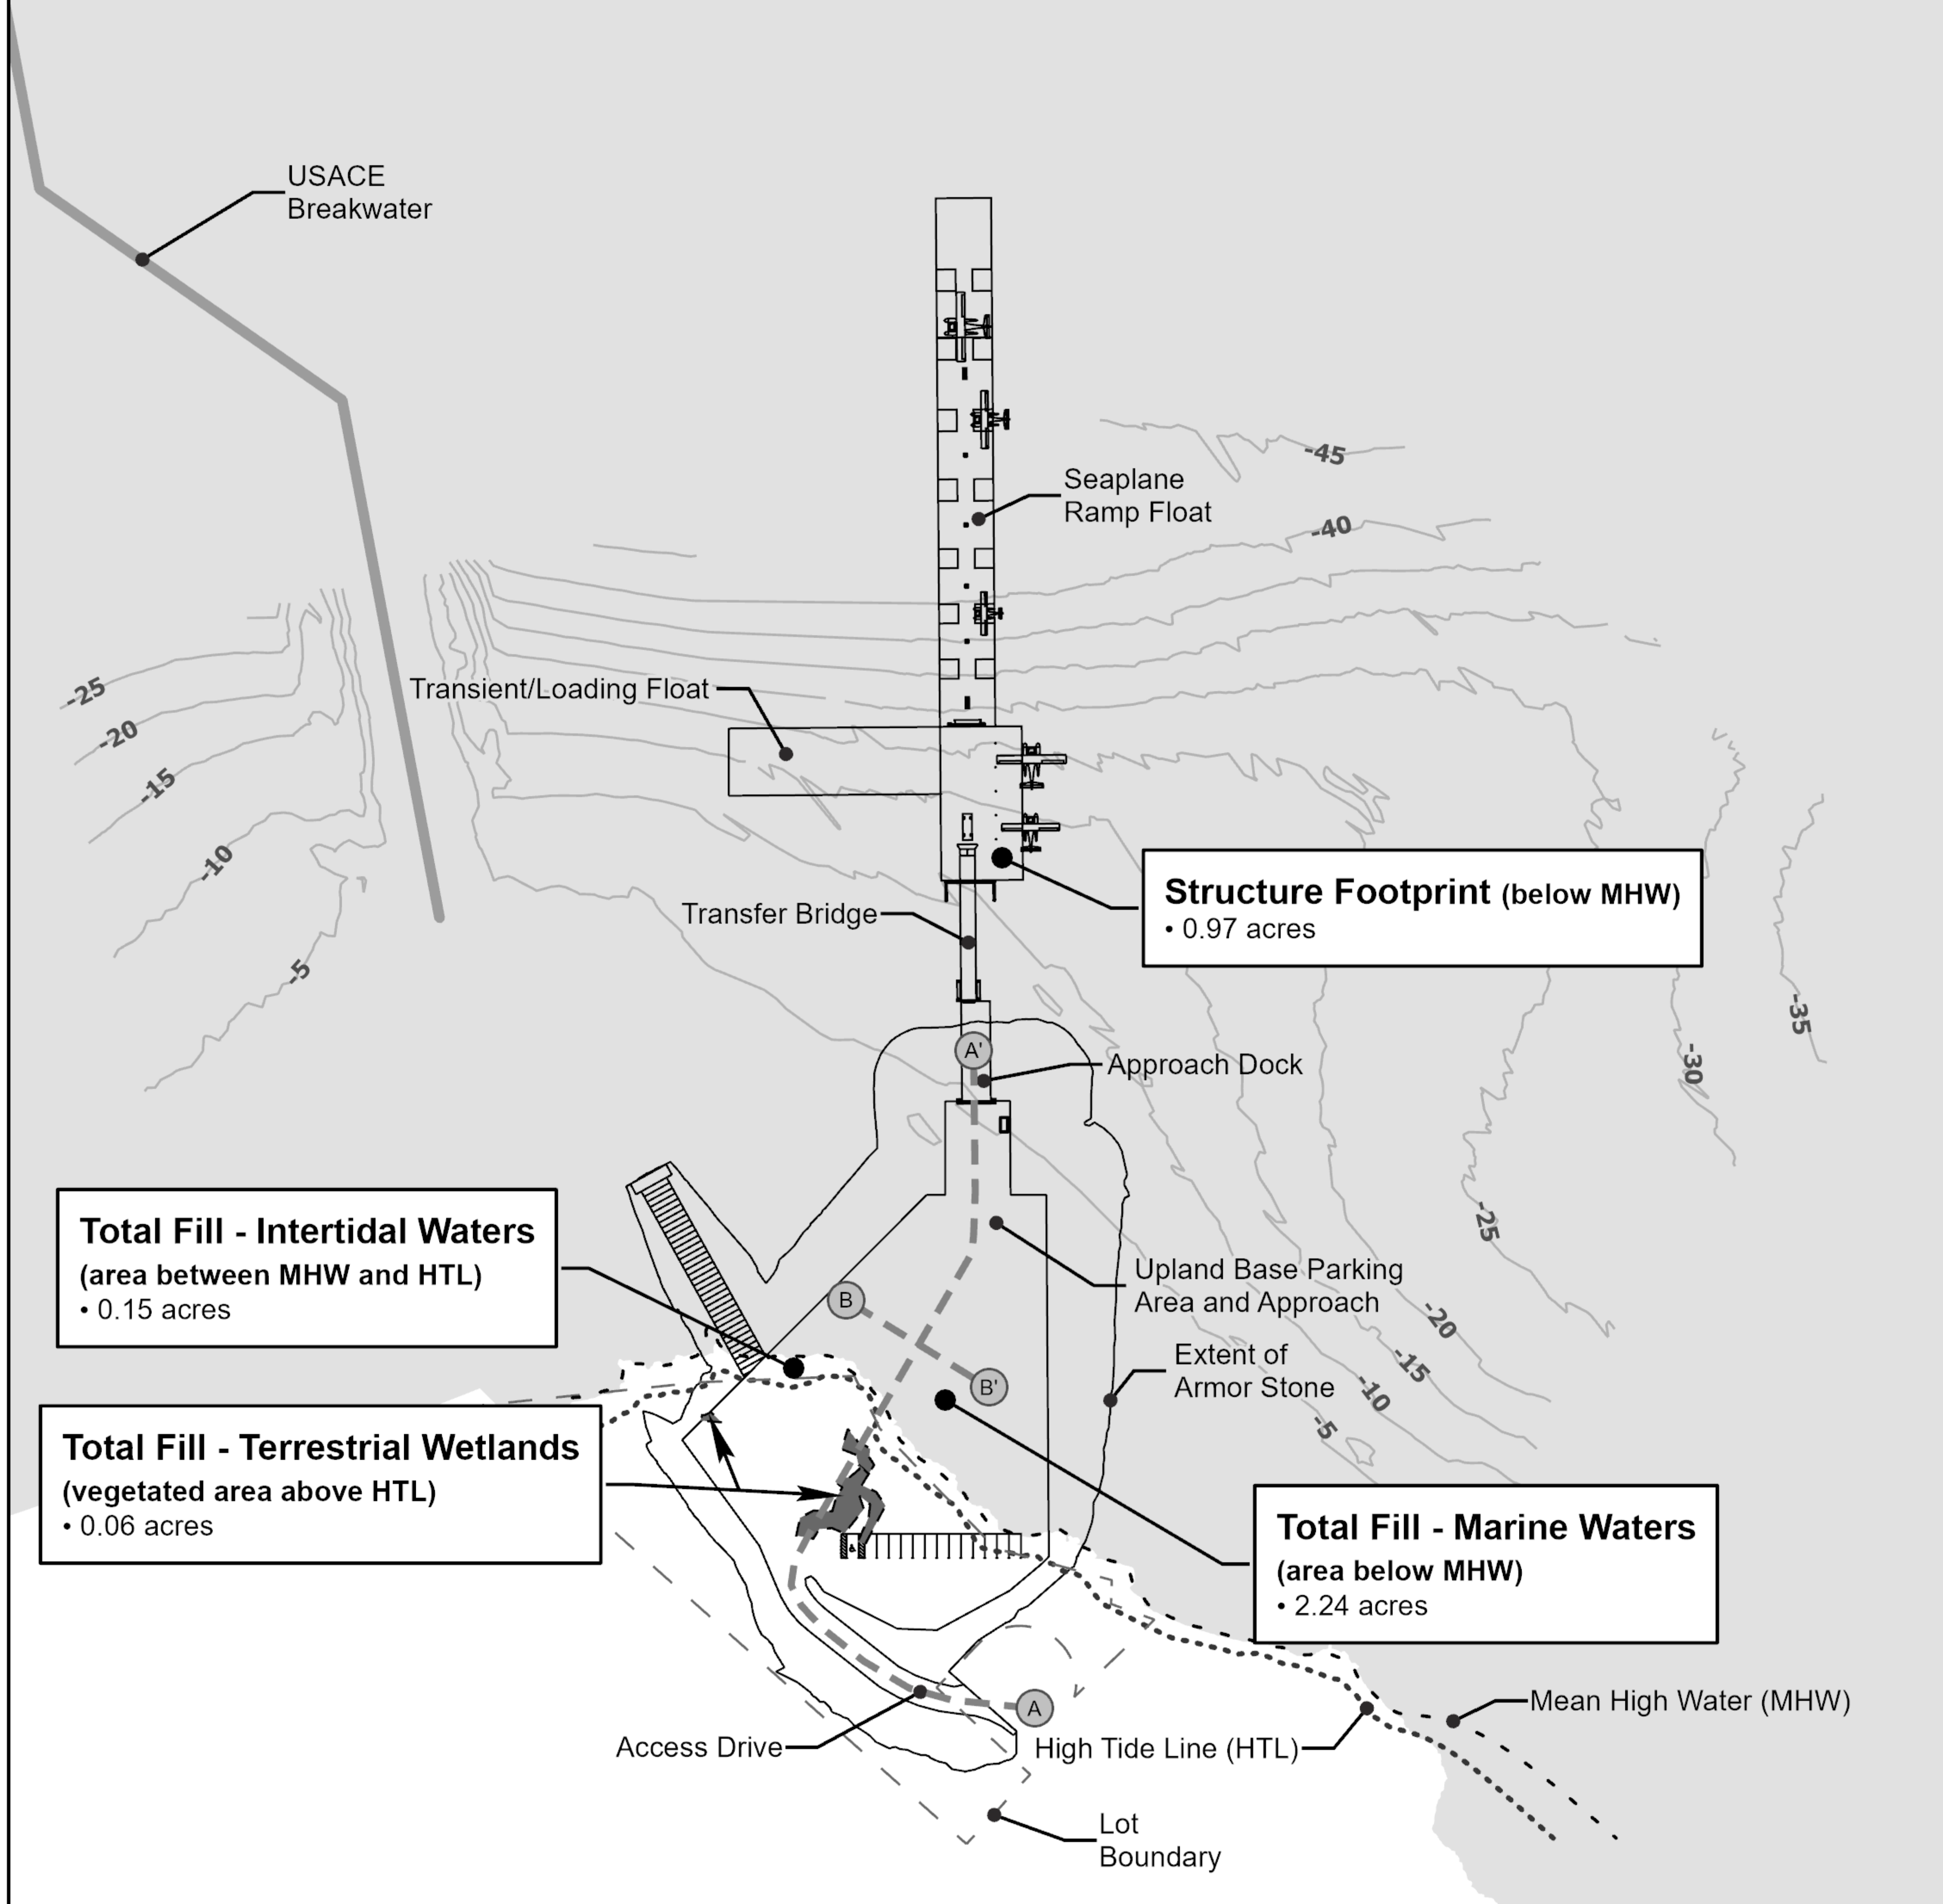 USACE
Breakwater
-45
Seaplane
Ramp Float
-40
Transient/Loading Float
-25
-20
-15
-10
-5
Structure Footprint (below MHW)
• 0.97 acres
Transfer Bridge
-35
-30
A'
Approach Dock
Total Fill - Intertidal Waters
(area between MHW and HTL)
• 0.15 acres
-25
Upland Base Parking
Area and Approach
B
-20
Extent of
Armor Stone
-15
B'
-10
-5
Total Fill - Terrestrial Wetlands
(vegetated area above HTL)
• 0.06 acres
Total Fill - Marine Waters
(area below MHW)
• 2.24 acres
A
Mean High Water (MHW)
Access Drive
High Tide Line (HTL)
Lot
Boundary